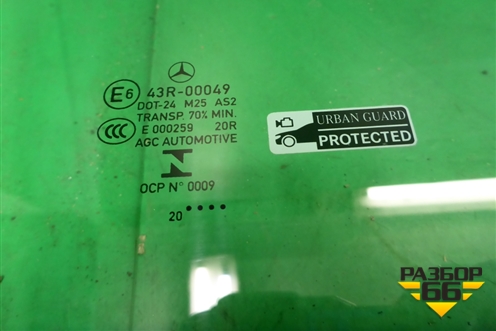 E6 43R-00049
DOT-24 M25 AS2
TRANSP. 70% MIN.
CCC E 000259 20R
AGC AUTOMOTIVE
N
OCP N° 0009
20 • • • •
URBAN GUARD
PROTECTED
РАЗБОР
66